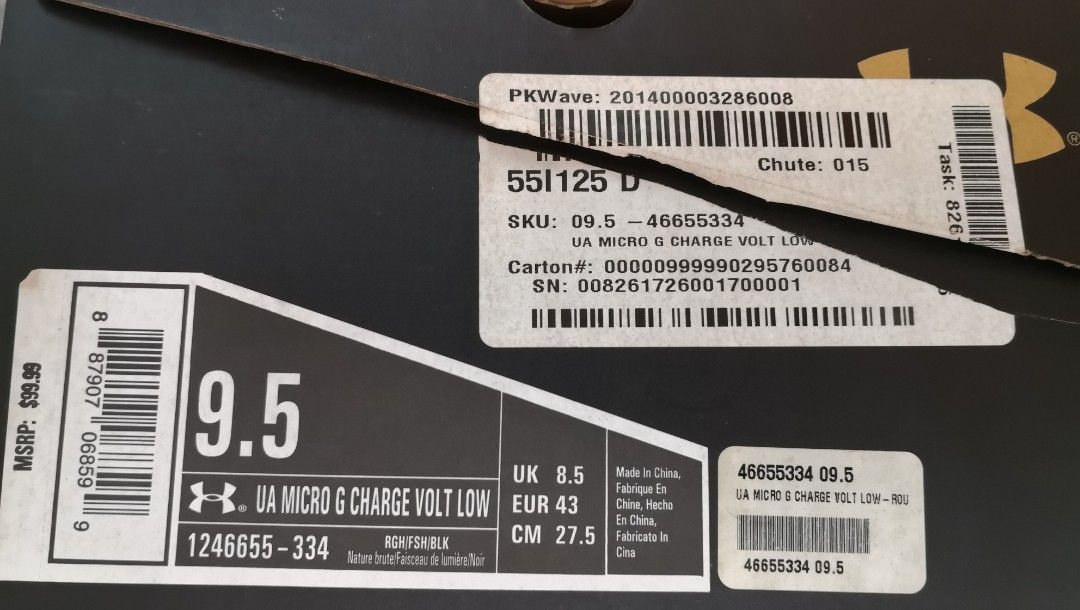 PKWave: 201400003286008
Chute: 015
55I125 D
SKU: 09.5 –46655334
UA MICRO G CHARGE VOLT LOW
Carton#: 00000999990295760084
SN: 008261726001700001
Task: 826
MSRP: $99.99
8 87907 06859 9
9.5
UA MICRO G CHARGE VOLT LOW
1246655-334
RGH/FSH/BLK
Nature brute/Faisceau de lumière/Noir
UK 8.5
EUR 43
CM 27.5
Made In China,
Fabrique En
Chine, Hecho
En China,
Fabricato In
Cina
46655334 09.5
UA MICRO G CHARGE VOLT LOW–ROU
46655334 09.5